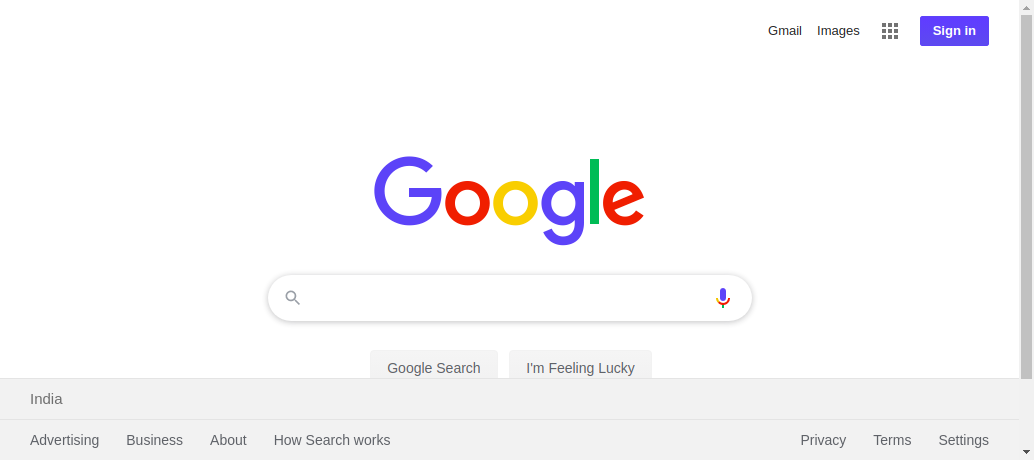 Gmail Images Sign in
Google
Google Search I'm Feeling Lucky
India
Advertising Business About How Search works Privacy Terms Settings